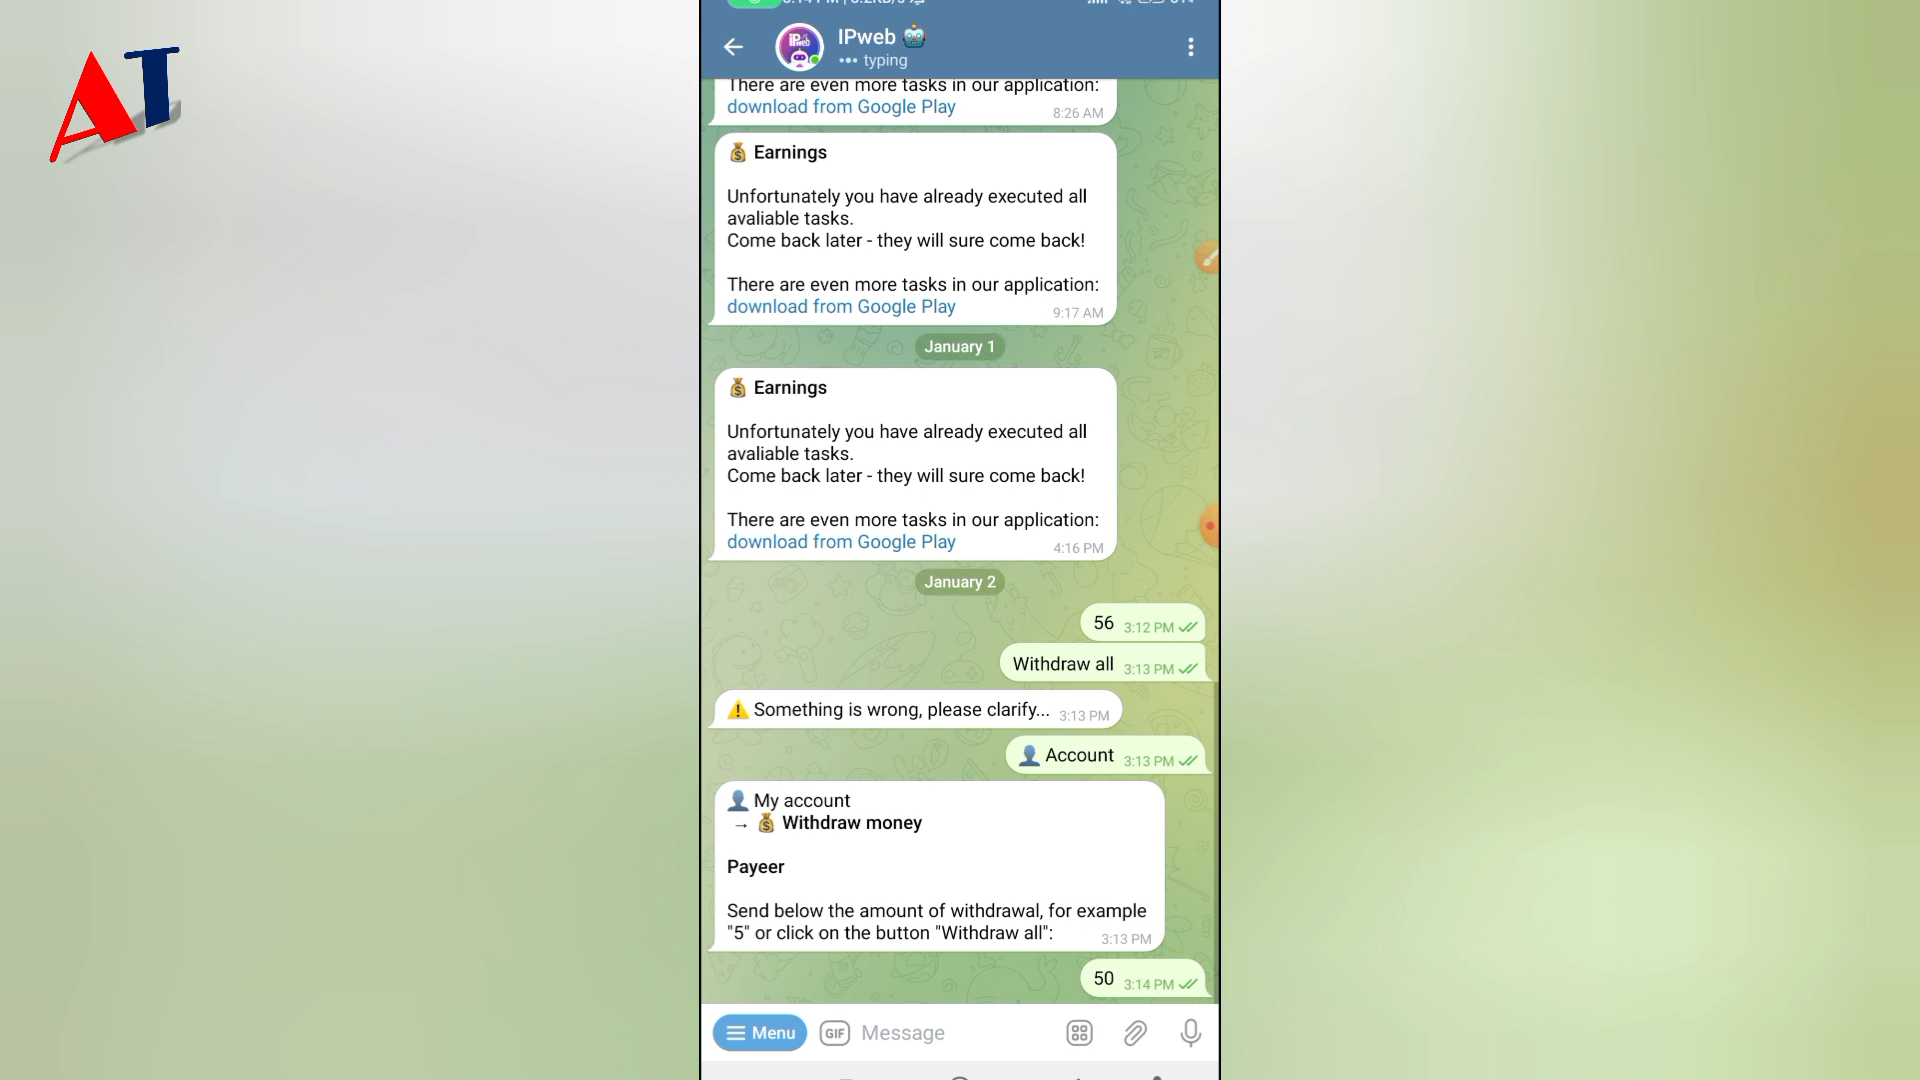 AT
IPweb
IPweb
typing
There are even more tasks in our application:
download from Google Play
8:26 AM
Earnings
Unfortunately you have already executed all
avaliable tasks.
Come back later - they will sure come back!
There are even more tasks in our application:
download from Google Play
9:17 AM
January 1
Earnings
Unfortunately you have already executed all
avaliable tasks.
Come back later - they will sure come back!
There are even more tasks in our application:
download from Google Play
4:16 PM
January 2
56 3:12 PM
Withdraw all 3:13 PM
Something is wrong, please clarify... 3:13 PM
Account 3:13 PM
My account
→ Withdraw money
Payeer
Send below the amount of withdrawal, for example
"5" or click on the button "Withdraw all":
3:13 PM
50 3:14 PM
Menu GIF Message